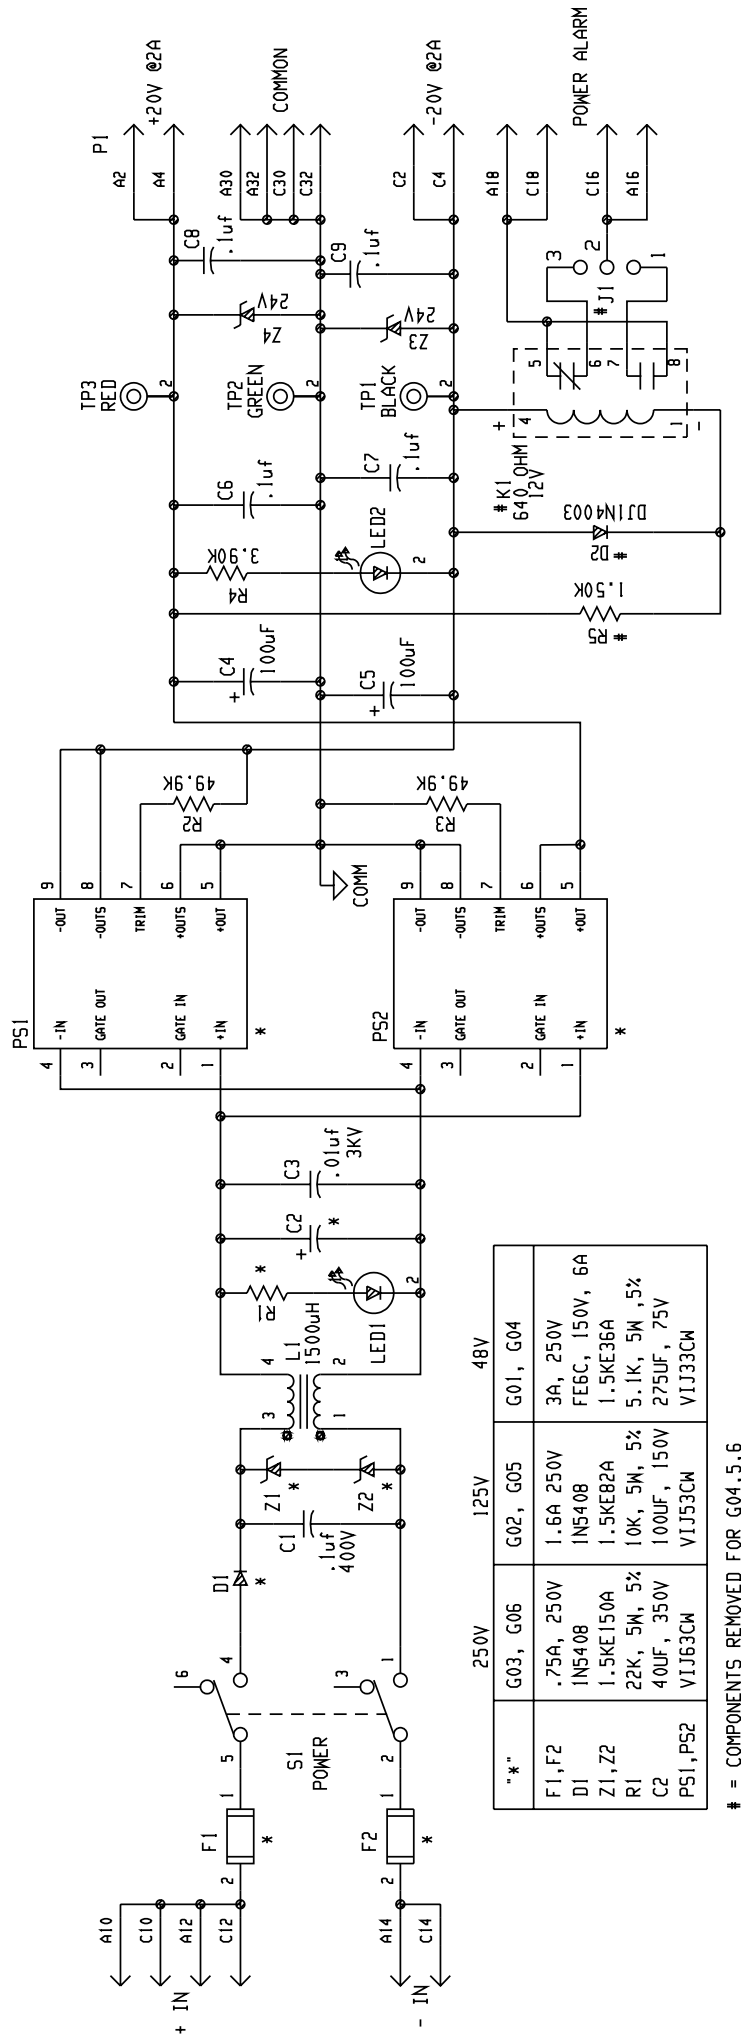 + IN
A10
C10
A12
C12
- IN
A14
C14
2
F1
1
*
2
F2
1
*
S1
POWER
5
6
4
2
3
1
D1
*
C1
.1uf
400V
Z1
*
Z2
*
3
4
1
2
L1
1500uH
R1
*
LED1
2
+
C2
*
C3
.01uf
3KV
PS1
4
-IN
3
GATE OUT
2
GATE IN
1
+IN
*
9
-OUT
8
-OUTS
7
TRIM
6
+OUTS
5
+OUT
PS2
4
-IN
3
GATE OUT
2
GATE IN
1
+IN
*
9
-OUT
8
-OUTS
7
TRIM
6
+OUTS
5
+OUT
COMM
R2
49.9K
R3
49.9K
+
C4
100uF
+
C5
100uF
R4
3.90K
LED2
2
R5
#
1.50K
D2
#
DJ1N4003
C6
.1uf
C7
.1uf
#K1
640 OHM
12V
+
4
1
-
5
6
7
8
TP3
RED
2
TP2
GREEN
2
TP1
BLACK
2
Z4
24V
Z3
24V
C8
.1uf
C9
.1uf
#J1
3
2
1
P1
A2
A4
+20V @2A
A30
A32
C30
C32
COMMON
C2
C4
-20V @2A
A18
C18
C16
A16
POWER ALARM
250V 125V 48V
"*" G03, G06 G02, G05 G01, G04
F1,F2 .75A, 250V 1.6A 250V 3A, 250V
D1 1N5408 1N5408 FE6C, 150V, 6A
Z1,Z2 1.5KE150A 1.5KE82A 1.5KE36A
R1 22K, 5W, 5% 10K, 5W, 5% 5.1K, 5W ,5%
C2 40UF, 350V 100UF, 150V 275UF, 75V
PS1,PS2 VIJ63CW VIJ53CW VIJ33CW
# = COMPONENTS REMOVED FOR G04,5,6